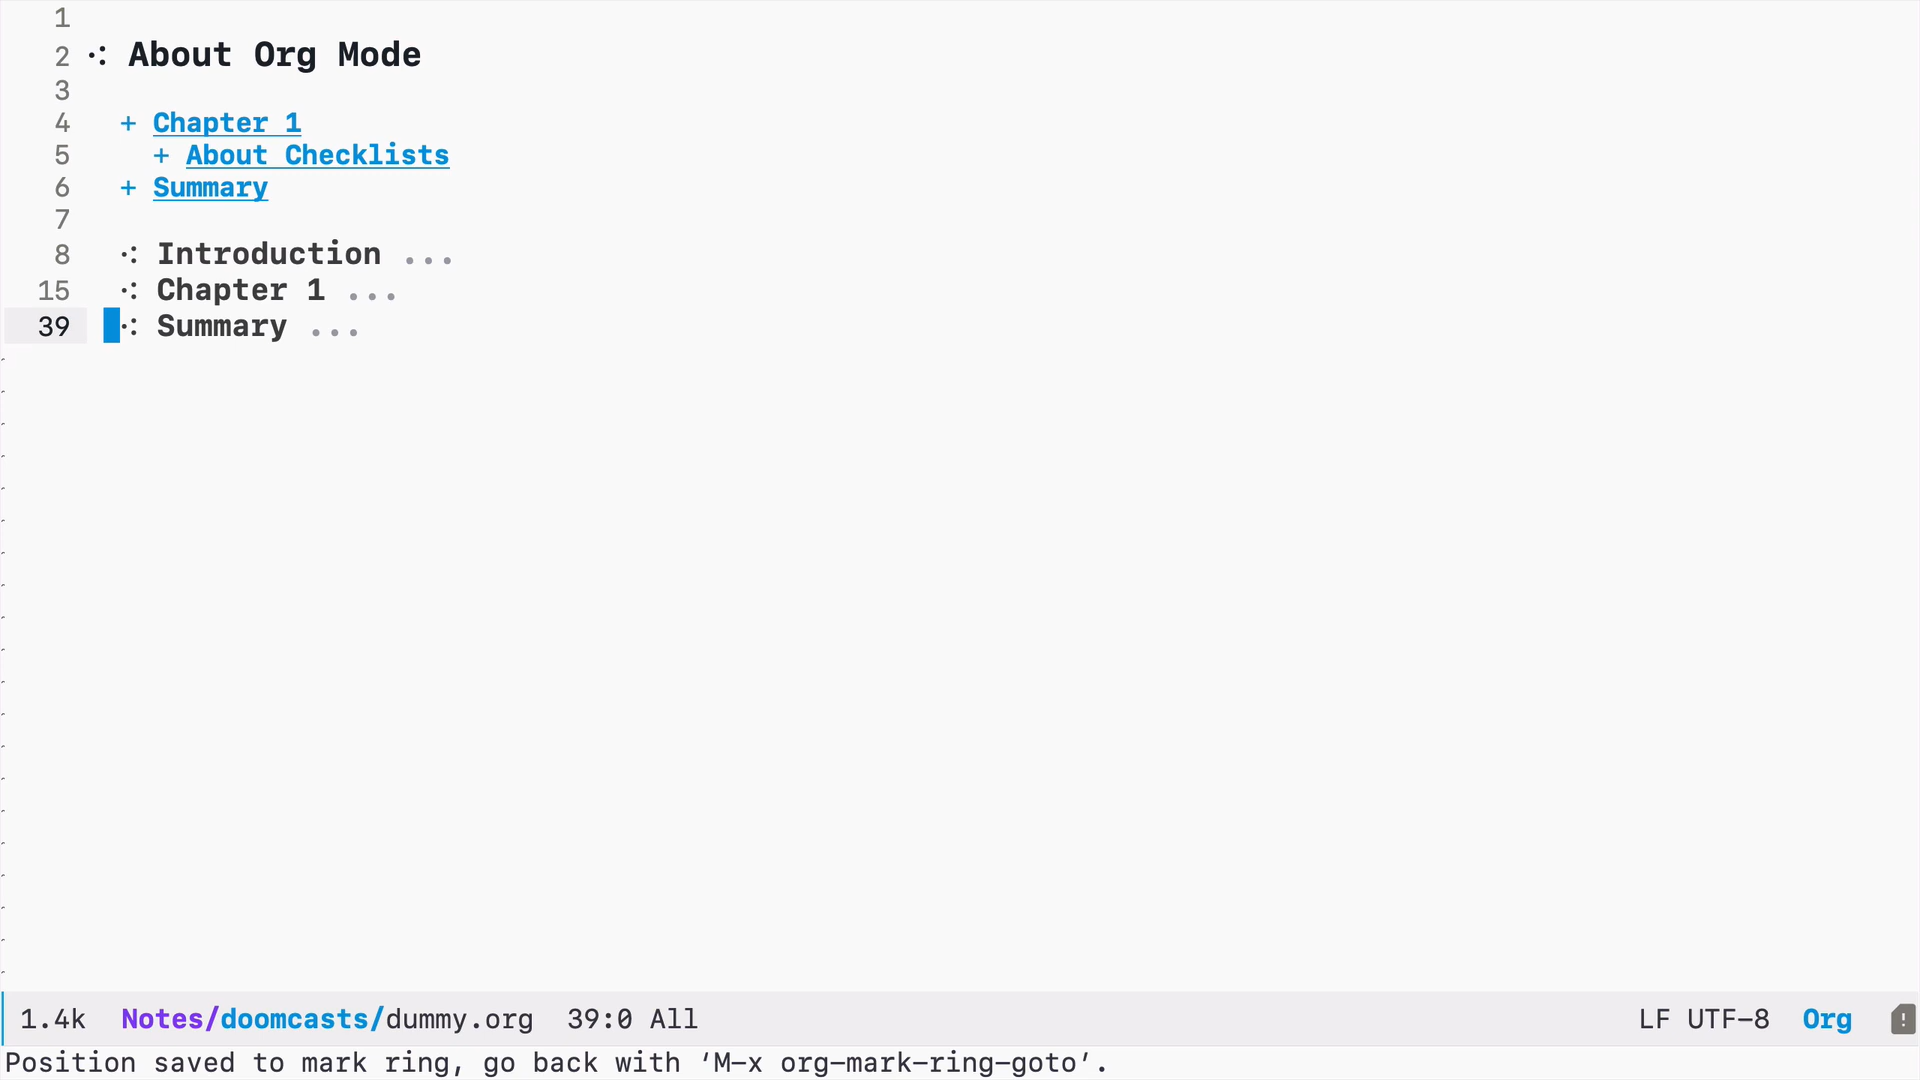 1
2 About Org Mode
3
4 + Chapter 1
5 + About Checklists
6 + Summary
7
8 Introduction ...
15 Chapter 1 ...
39 Summary ...
1.4k Notes/doomcasts/dummy.org 39:0 All LF UTF-8 Org !
Position saved to mark ring, go back with ‘M-x org-mark-ring-goto’.